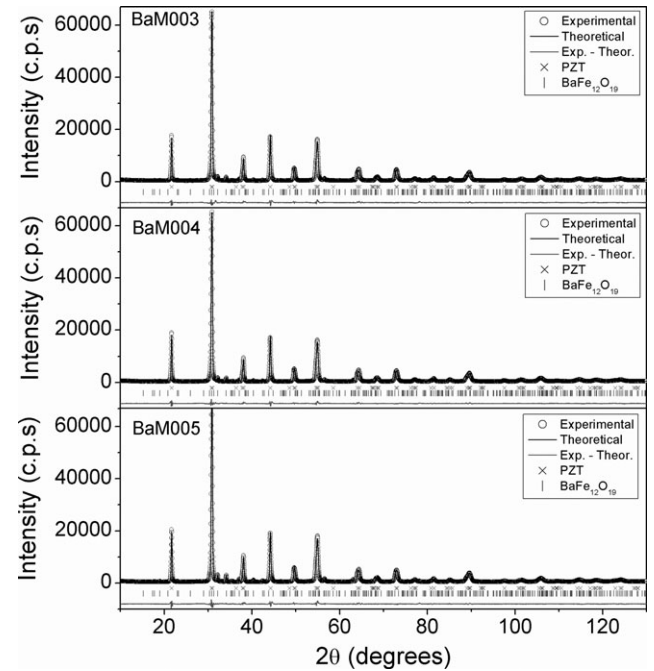 BaM003
Intensity (c.p.s)
60000
40000
20000
0
Experimental
Theoretical
Exp. - Theor.
PZT
BaFe₁₂O₁₉
BaM004
Intensity (c.p.s)
60000
40000
20000
0
Experimental
Theoretical
Exp. - Theor.
PZT
BaFe₁₂O₁₉
BaM005
Intensity (c.p.s)
60000
40000
20000
0
Experimental
Theoretical
Exp. - Theor.
PZT
BaFe₁₂O₁₉
20 40 60 80 100 120
2θ (degrees)